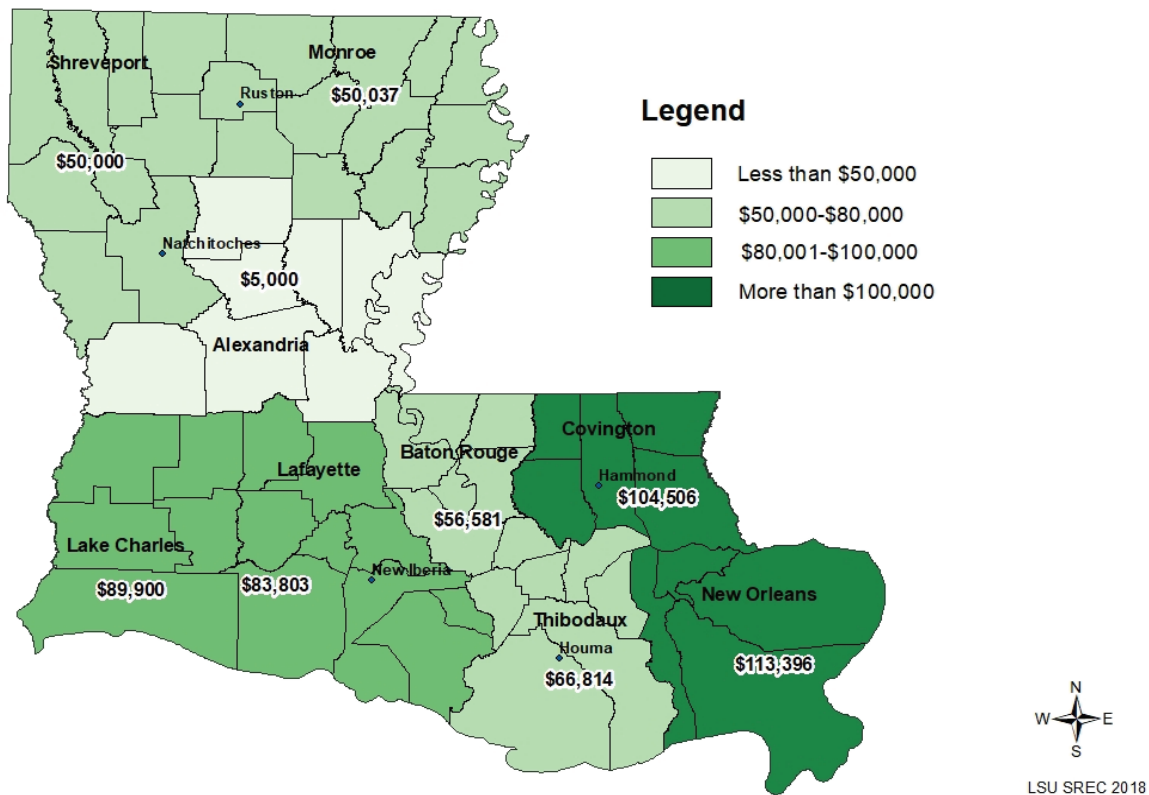 Shreveport
Monroe
Ruston
$50,037
$50,000
Natchitoches
$5,000
Alexandria
Legend
Less than $50,000
$50,000-$80,000
$80,001-$100,000
More than $100,000
Covington
Baton Rouge
Lafayette
Hammond
$104,506
$56,581
Lake Charles
New Iberia
$83,803
$89,900
New Orleans
Thibodaux
Houma
$113,396
$66,814
N
W
E
S
LSU SREC 2018